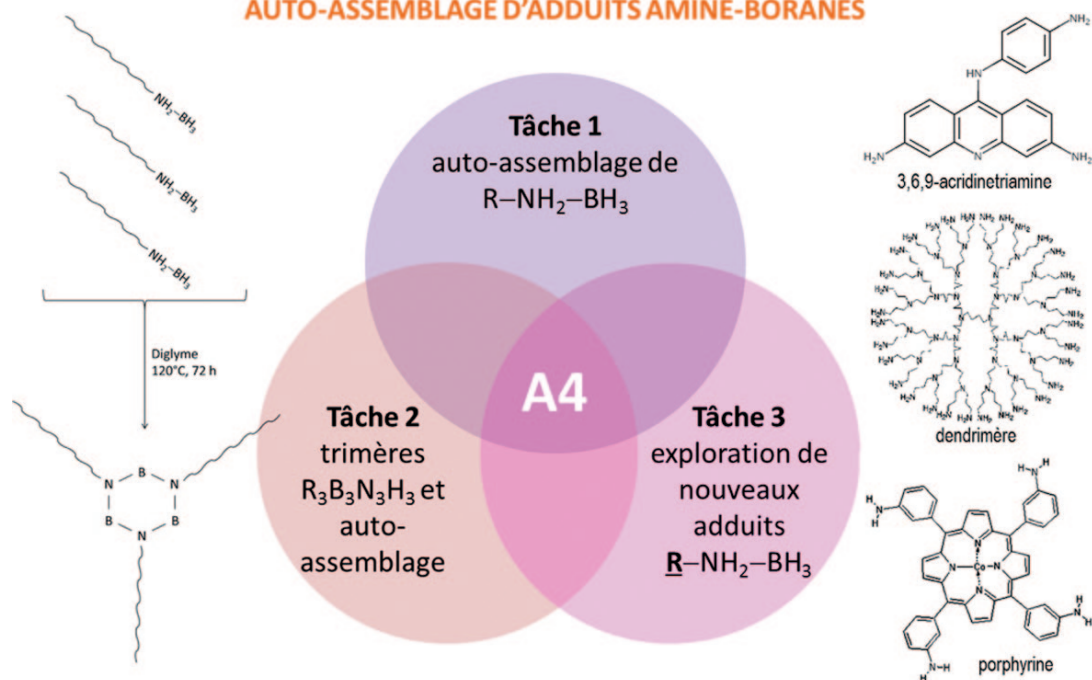 AUTO-ASSEMBLAGE D'ADDUITS AMINE-BORANES
NH₂–BH₃
NH₂–BH₃
NH₂–BH₃
Diglyme
120°C, 72 h
B
N
N
B
B
N
Tâche 1
auto-assemblage de
R–NH₂–BH₃
A4
Tâche 2
trimères
R₃B₃N₃H₃ et
auto-
assemblage
Tâche 3
exploration de
nouveaux
adduits
R–NH₂–BH₃
NH₂
HN
H₂N
N
NH₂
3,6,9-acridinetriamine
dendrimère
H
H
N
N
H
H
N
N
Co
N
N
H
N
H
H
N
H
porphyrine